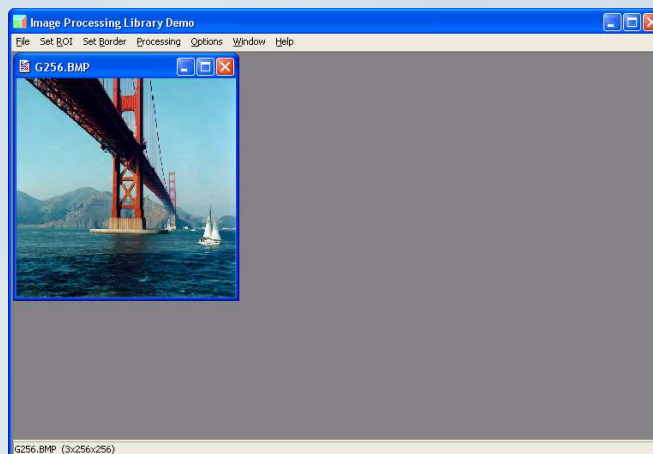 Image Processing Library Demo
File Set ROI Set Border Processing Options Window Help
G256.BMP
G256.BMP (3x256x256)